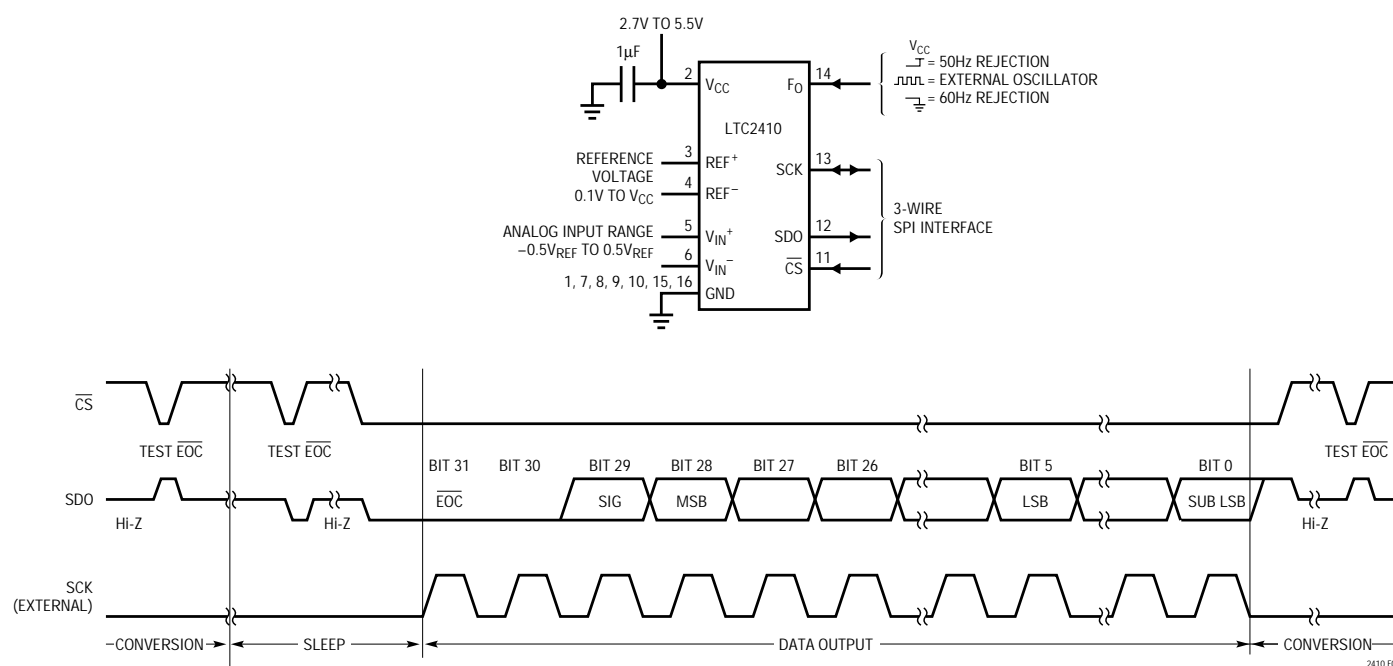 2.7V TO 5.5V
1µF
2
VCC
LTC2410
FO
14
VCC
= 50Hz REJECTION
= EXTERNAL OSCILLATOR
= 60Hz REJECTION
REFERENCE
VOLTAGE
0.1V TO VCC
3
REF+
4
REF–
SCK
13
ANALOG INPUT RANGE
–0.5VREF TO 0.5VREF
5
VIN+
6
VIN–
SDO
12
CS
11
3-WIRE
SPI INTERFACE
1, 7, 8, 9, 10, 15, 16
GND
CS
TEST EOC
TEST EOC
TEST EOC
BIT 31
BIT 30
BIT 29
BIT 28
BIT 27
BIT 26
BIT 5
BIT 0
SDO
EOC
SIG
MSB
LSB
SUB LSB
Hi-Z
Hi-Z
Hi-Z
SCK
(EXTERNAL)
CONVERSION
SLEEP
DATA OUTPUT
CONVERSION
2410